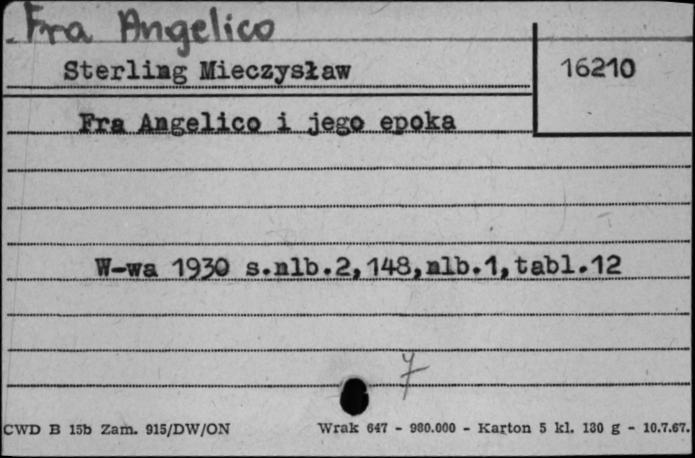 Fra Angelico
Sterling Mieczysław
16210
Fra Angelico i jego epoka
W-wa 1930 s.nlb.2,148,nlb.1,tabl.12
7
CWD B 15b Zam. 915/DW/ON
Wrak 647 - 980.000 - Karton 5 kl. 180 g - 10.7.67.